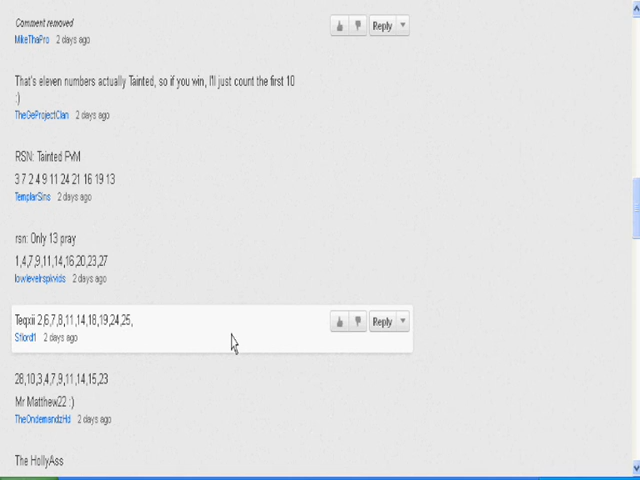 Comment removed
MikeThaPro 2 days ago
Reply
That's eleven numbers actually Tainted, so if you win, I'll just count the first 10
:)
TheGeProjectClan 2 days ago
RSN: Tainted PvM
3 7 2 4 9 11 24 21 16 19 13
TemplarSins 2 days ago
rsn: Only 13 pray
1,4,7,9,11,14,16,20,23,27
lowlevelrspkvids 2 days ago
Teqxii 2,6,7,8,11,14,18,19,24,25,
Reply
2 days ago
28,10,3,4,7,9,11,14,15,23
Mr Matthew22 :)
TheOndemandzHd 2 days ago
The HollyAss